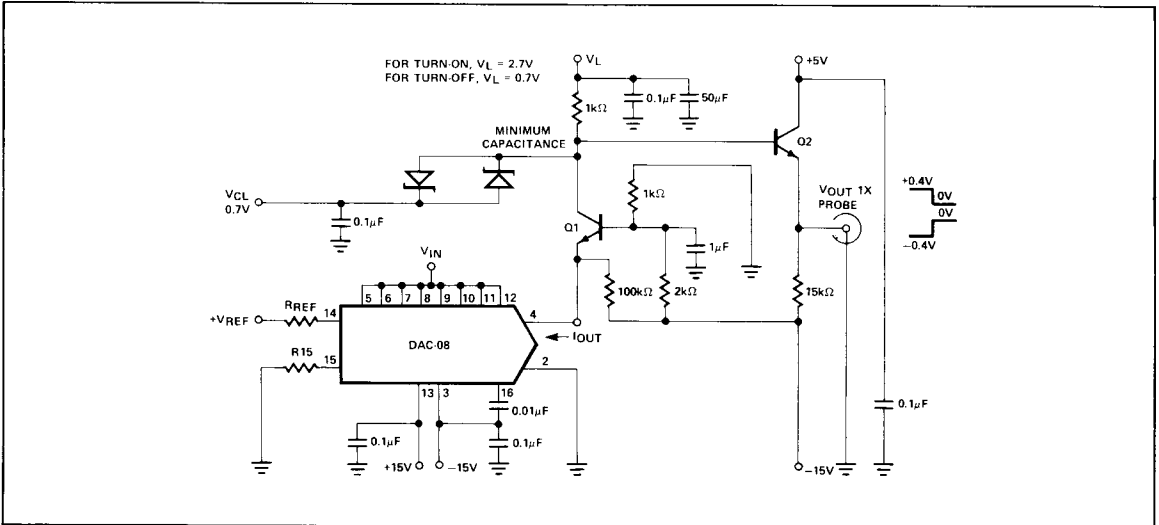 FOR TURN-ON, VL = 2.7V
FOR TURN-OFF, VL = 0.7V
VL
+5V
1kΩ
0.1μF
50μF
MINIMUM
CAPACITANCE
Q2
VCL
0.7V
0.1μF
1kΩ
Q1
1μF
VOUT 1X
PROBE
+0.4V
0V
0V
−0.4V
VIN
100kΩ
2kΩ
15kΩ
5 6 7 8 9 10 11 12
+VREF
RREF
14
4
IOUT
DAC-08
R15
15
2
13
3
16
0.01μF
0.1μF
0.1μF
0.1μF
+15V
−15V
−15V